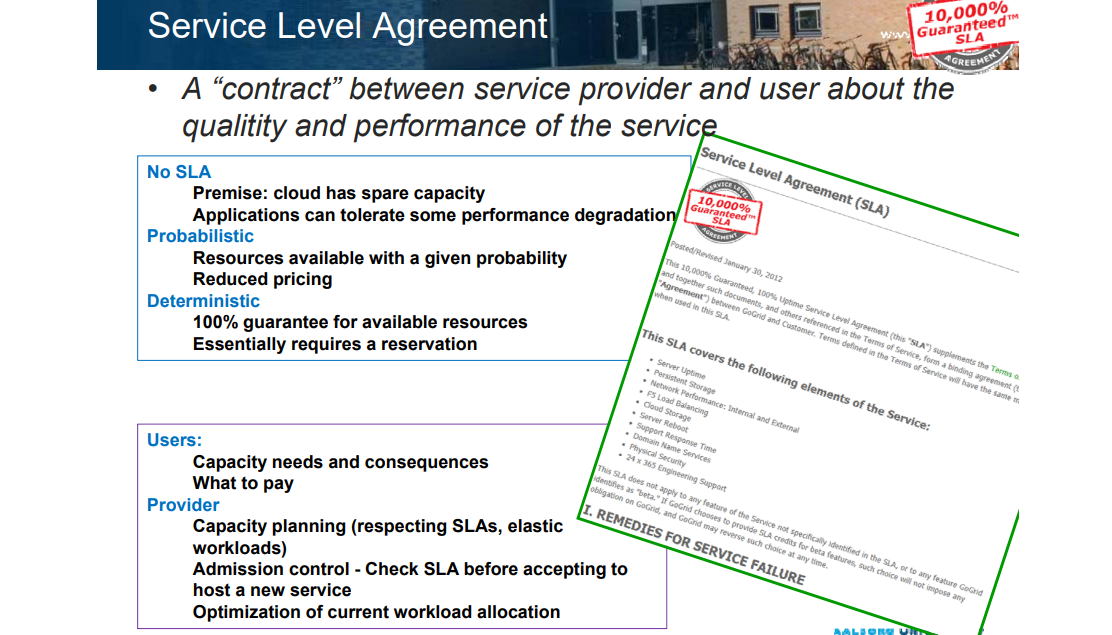 Service Level Agreement
www.
10,000%
Guaranteed™
SLA
AGREEMENT
• A “contract” between service provider and user about the
qualitity and performance of the service
No SLA
Premise: cloud has spare capacity
Applications can tolerate some performance degradation
Probabilistic
Resources available with a given probability
Reduced pricing
Deterministic
100% guarantee for available resources
Essentially requires a reservation
Users:
Capacity needs and consequences
What to pay
Provider
Capacity planning (respecting SLAs, elastic
workloads)
Admission control - Check SLA before accepting to
host a new service
Optimization of current workload allocation
Service Level Agreement (SLA)
SERVICE LEVEL
10,000%
Guaranteed™
SLA
AGREEMENT
Posted/Revised January 30, 2012
This 10,000% Guaranteed, 100% Uptime Service Level Agreement (this "SLA") supplements the Terms o
and together such documents, and others referenced in the Terms of Service, form a binding agreement (t
"Agreement") between GoGrid and Customer. Terms defined in the Terms of Service will have the same m
when used in this SLA.
This SLA covers the following elements of the Service:
• Server Uptime
• Persistent Storage
• Network Performance: Internal and External
• F5 Load Balancing
• Cloud Storage
• Server Reboot
• Support Response Time
• Domain Name Services
• Physical Security
• 24 x 365 Engineering Support
This SLA does not apply to any feature of the Service not specifically identified in the SLA, or to any feature GoGrid
identifies as "beta." If GoGrid chooses to provide SLA credits for beta features, such choice will not impose any
obligation on GoGrid, and GoGrid may reverse such choice at any time.
I. REMEDIES FOR SERVICE FAILURE